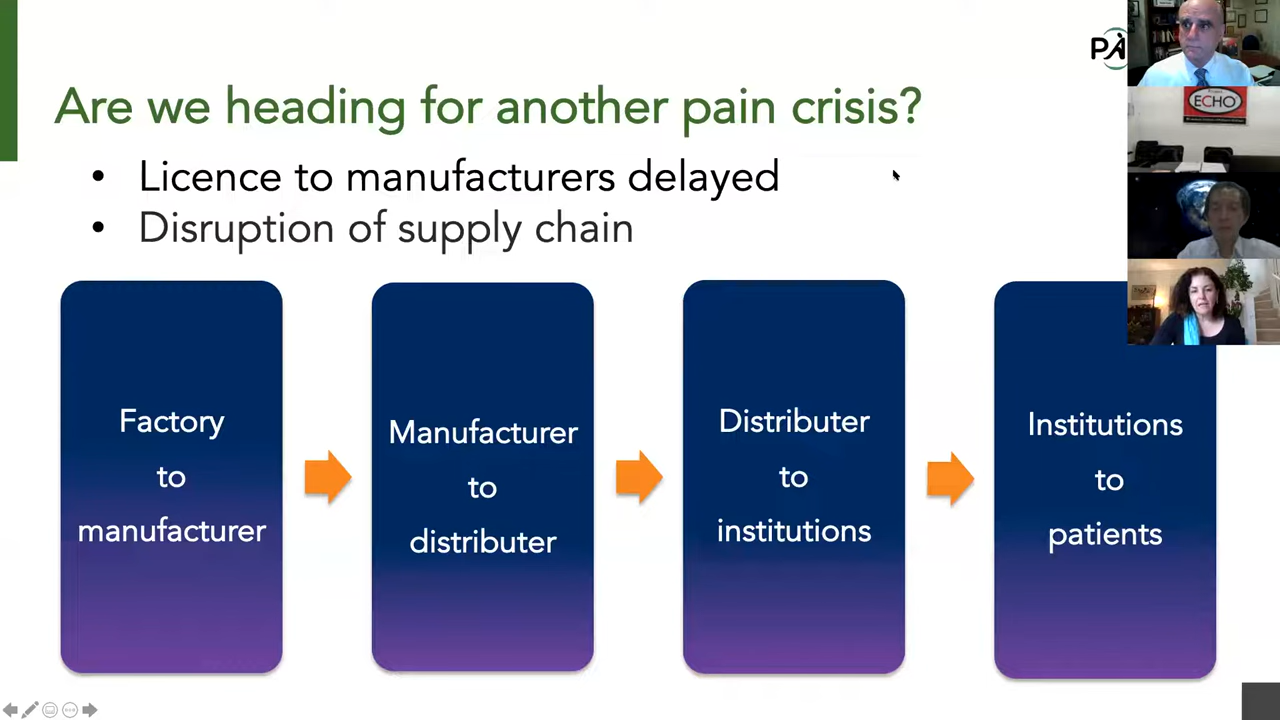 Are we heading for another pain crisis?
• Licence to manufacturers delayed
• Disruption of supply chain
Factory
to
manufacturer
Manufacturer
to
distributer
Distributer
to
institutions
Institutions
to
patients
ECHO